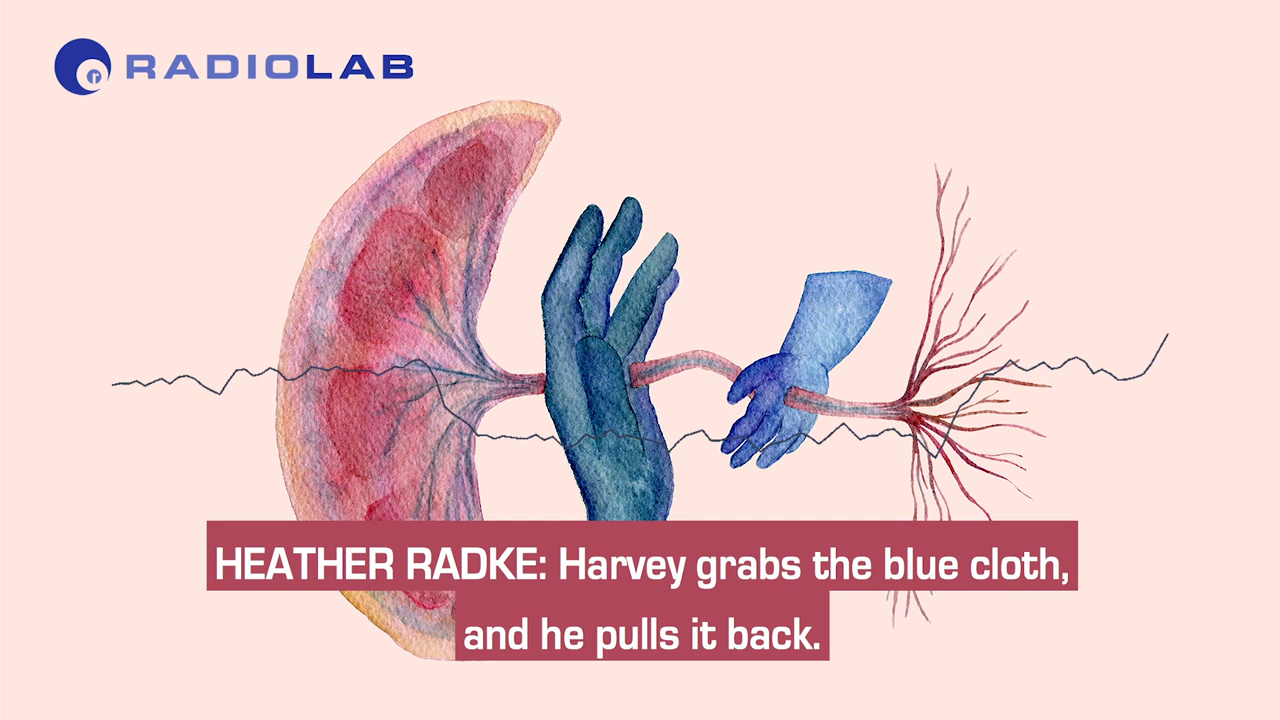 RADIOLAB
HEATHER RADKE: Harvey grabs the blue cloth,
and he pulls it back.